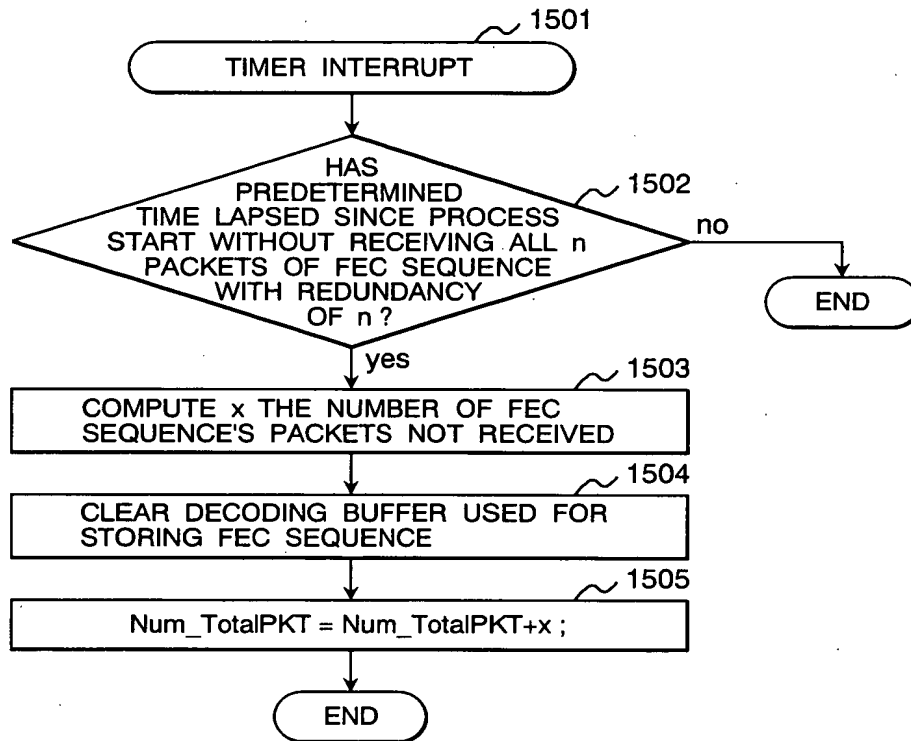 1501
TIMER INTERRUPT
1502
HAS
PREDETERMINED
TIME LAPSED SINCE PROCESS
START WITHOUT RECEIVING ALL n
PACKETS OF FEC SEQUENCE
WITH REDUNDANCY
OF n ?
no
END
yes
1503
COMPUTE x THE NUMBER OF FEC
SEQUENCE'S PACKETS NOT RECEIVED
1504
CLEAR DECODING BUFFER USED FOR
STORING FEC SEQUENCE
1505
Num_TotalPKT = Num_TotalPKT+x ;
END